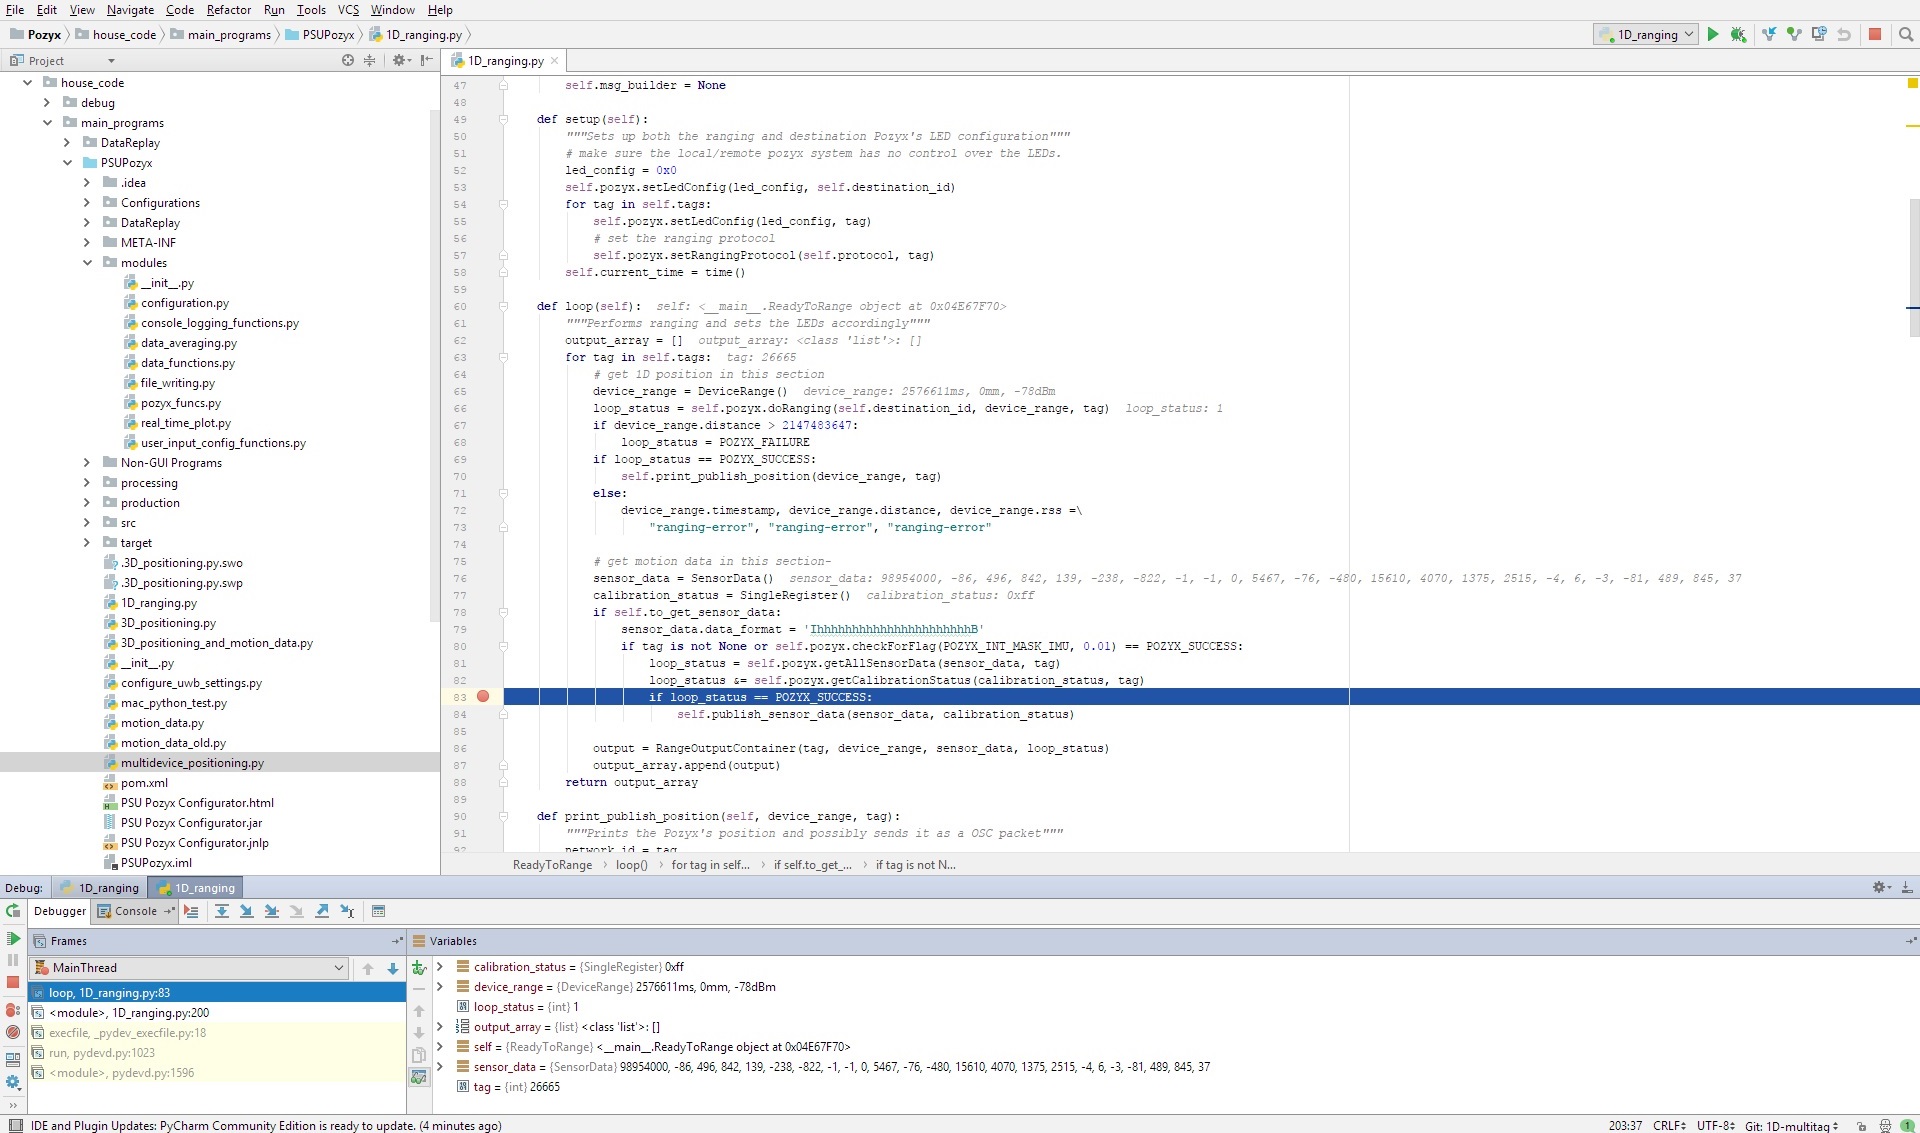 File Edit View Navigate Code Refactor Run Tools VCS Window Help
Pozyx house_code main_programs PSUPozyx 1D_ranging.py
1D_ranging
Project
1D_ranging.py
house_code
debug
main_programs
DataReplay
PSUPozyx
.idea
Configurations
DataReplay
META-INF
modules
__init__.py
configuration.py
console_logging_functions.py
data_averaging.py
data_functions.py
file_writing.py
pozyx_funcs.py
real_time_plot.py
user_input_config_functions.py
Non-GUI Programs
processing
production
src
target
.3D_positioning.py.swo
.3D_positioning.py.swp
1D_ranging.py
3D_positioning.py
3D_positioning_and_motion_data.py
__init__.py
configure_uwb_settings.py
mac_python_test.py
motion_data.py
motion_data_old.py
multidevice_positioning.py
pom.xml
PSU Pozyx Configurator.html
PSU Pozyx Configurator.jar
PSU Pozyx Configurator.jnlp
PSUPozyx.iml
47 self.msg_builder = None
48
49 def setup(self):
50 """Sets up both the ranging and destination Pozyx's LED configuration"""
51 # make sure the local/remote pozyx system has no control over the LEDs.
52 led_config = 0x0
53 self.pozyx.setLedConfig(led_config, self.destination_id)
54 for tag in self.tags:
55 self.pozyx.setLedConfig(led_config, tag)
56 # set the ranging protocol
57 self.pozyx.setRangingProtocol(self.protocol, tag)
58 self.current_time = time()
59
60 def loop(self): self: <__main__.ReadyToRange object at 0x04E67F70>
61 """Performs ranging and sets the LEDs accordingly"""
62 output_array = [] output_array: <class 'list'>: []
63 for tag in self.tags: tag: 26665
64 # get 1D position in this section
65 device_range = DeviceRange() device_range: 2576611ms, 0mm, -78dBm
66 loop_status = self.pozyx.doRanging(self.destination_id, device_range, tag) loop_status: 1
67 if device_range.distance > 2147483647:
68 loop_status = POZYX_FAILURE
69 if loop_status == POZYX_SUCCESS:
70 self.print_publish_position(device_range, tag)
71 else:
72 device_range.timestamp, device_range.distance, device_range.rss =\
73 "ranging-error", "ranging-error", "ranging-error"
74
75 # get motion data in this section-
76 sensor_data = SensorData() sensor_data: 98954000, -86, 496, 842, 139, -238, -822, -1, -1, 0, 5467, -76, -480, 15610, 4070, 1375, 2515, -4, 6, -3, -81, 489, 845, 37
77 calibration_status = SingleRegister() calibration_status: 0xff
78 if self.to_get_sensor_data:
79 sensor_data.data_format = 'IhhhhhhhhhhhhhhhhhhhhhhB'
80 if tag is not None or self.pozyx.checkForFlag(POZYX_INT_MASK_IMU, 0.01) == POZYX_SUCCESS:
81 loop_status = self.pozyx.getAllSensorData(sensor_data, tag)
82 loop_status &= self.pozyx.getCalibrationStatus(calibration_status, tag)
83 if loop_status == POZYX_SUCCESS:
84 self.publish_sensor_data(sensor_data, calibration_status)
85
86 output = RangeOutputContainer(tag, device_range, sensor_data, loop_status)
87 output_array.append(output)
88 return output_array
89
90 def print_publish_position(self, device_range, tag):
91 """Prints the Pozyx's position and possibly sends it as a OSC packet"""
92 network_id = tag
ReadyToRange loop() for tag in self... if self.to_get_... if tag is not N...
Debug: 1D_ranging 1D_ranging
Debugger Console
Frames
MainThread
loop, 1D_ranging.py:83
<module>, 1D_ranging.py:200
execfile, _pydev_execfile.py:18
run, pydevd.py:1023
<module>, pydevd.py:1596
Variables
calibration_status = {SingleRegister} 0xff
device_range = {DeviceRange} 2576611ms, 0mm, -78dBm
loop_status = {int} 1
output_array = {list} <class 'list'>: []
self = {ReadyToRange} <__main__.ReadyToRange object at 0x04E67F70>
sensor_data = {SensorData} 98954000, -86, 496, 842, 139, -238, -822, -1, -1, 0, 5467, -76, -480, 15610, 4070, 1375, 2515, -4, 6, -3, -81, 489, 845, 37
tag = {int} 26665
IDE and Plugin Updates: PyCharm Community Edition is ready to update. (4 minutes ago)
203:37 CRLF UTF-8 Git: 1D-multitag 1